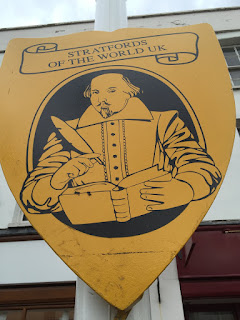 STRATFORDS
OF THE WORLD UK